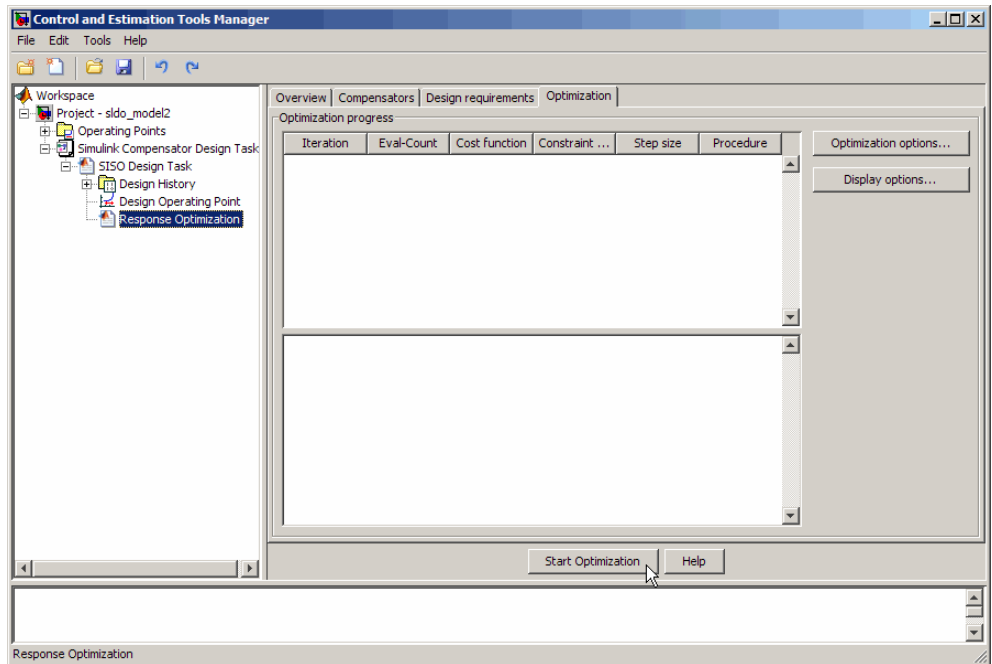 Control and Estimation Tools Manager
File Edit Tools Help
Workspace
Project - sldo_model2
Operating Points
Simulink Compensator Design Task
SISO Design Task
Design History
Design Operating Point
Response Optimization
Overview Compensators Design requirements Optimization
Optimization progress
Iteration Eval-Count Cost function Constraint ... Step size Procedure
Optimization options...
Display options...
Start Optimization Help
Response Optimization